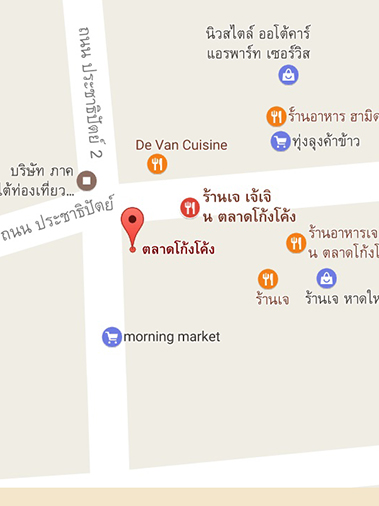 นิวสไตล์ ออโต้คาร์
แอรพาร์ท เซอร์วิส
ถนน ประชาธิปัตย์ 2
ร้านอาหาร ฮามิด
ทุ่งลุงค้าข้าว
De Van Cuisine
บริษัท ภาค
ใต้ท่องเที่ยว...
ถนน ประชาธิปัตย์
ร้านเจ เจ้เจิ
น ตลาดโก้งโค้ง
ตลาดโก้งโค้ง
ร้านอาหารเจ
น ตลาดโก้งโ
ร้านเจ
ร้านเจ หาดให
morning market